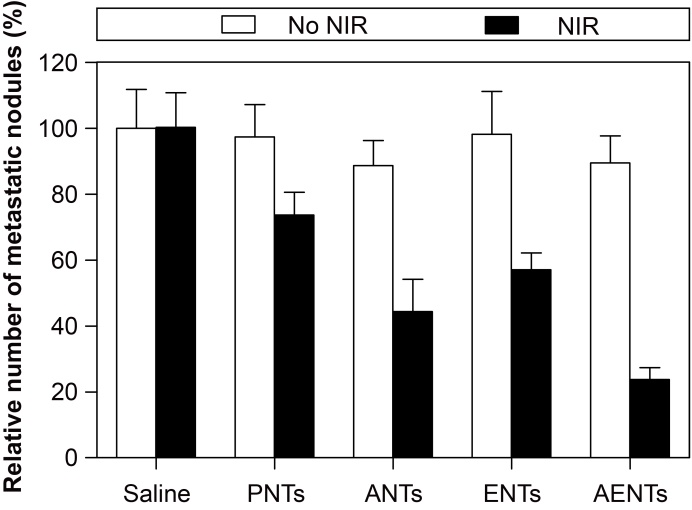 No NIR NIR
Relative number of metastatic nodules (%)
120
100
80
60
40
20
0
Saline PNTs ANTs ENTs AENTs